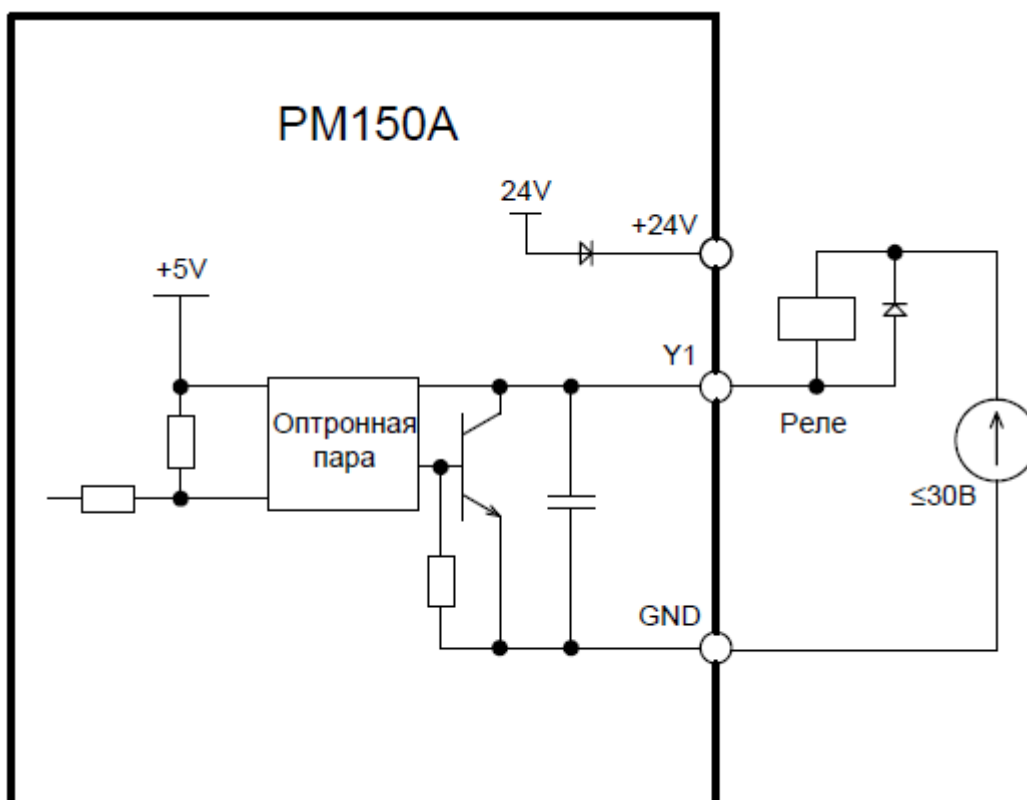 PM150A
24V
+24V
+5V
Y1
Оптронная
пара
Реле
≤30В
GND